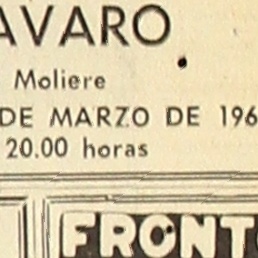 AVARO
Moliere
DE MARZO DE 196
20.00 horas
FRONT